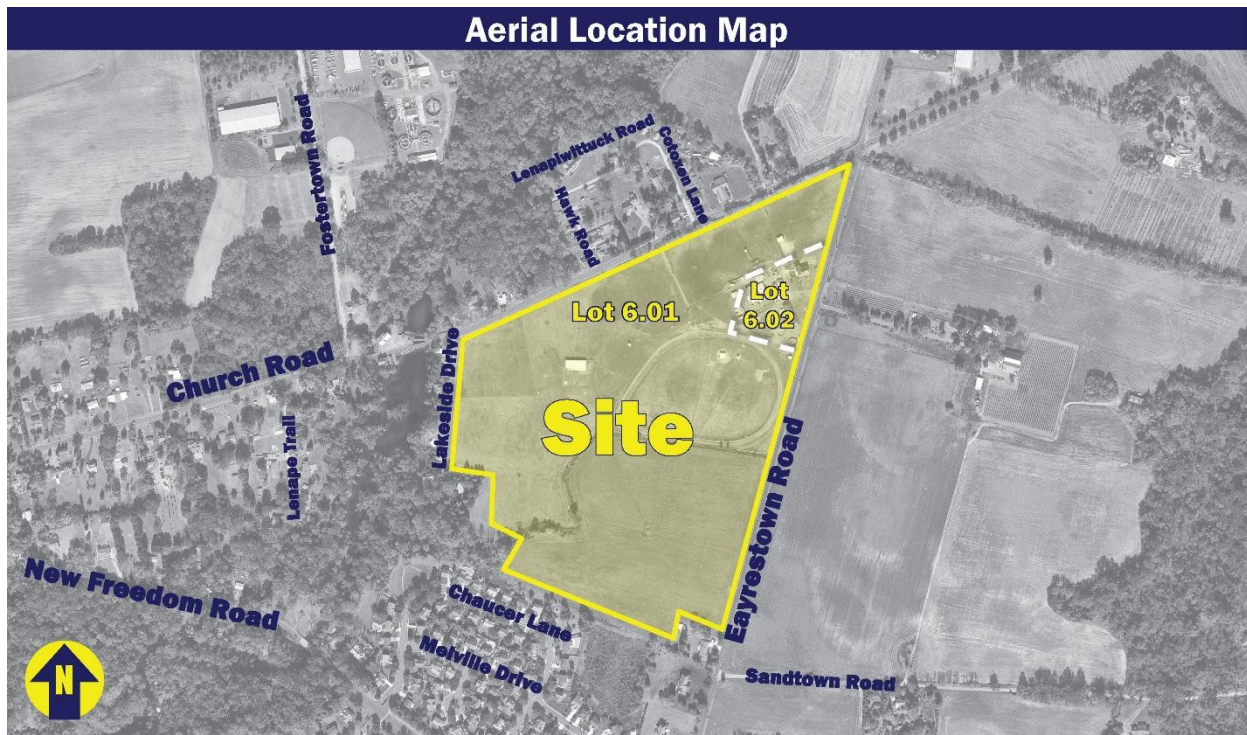 Aerial Location Map
Fostertown Road
Lenapiwittuck Road
Cotoxen Lane
Hawk Road
Lot 6.01
Lot
6.02
Church Road
Lakeside Drive
Site
Lenape Trail
Eayrestown Road
New Freedom Road
Chaucer Lane
Melville Drive
Sandtown Road
N